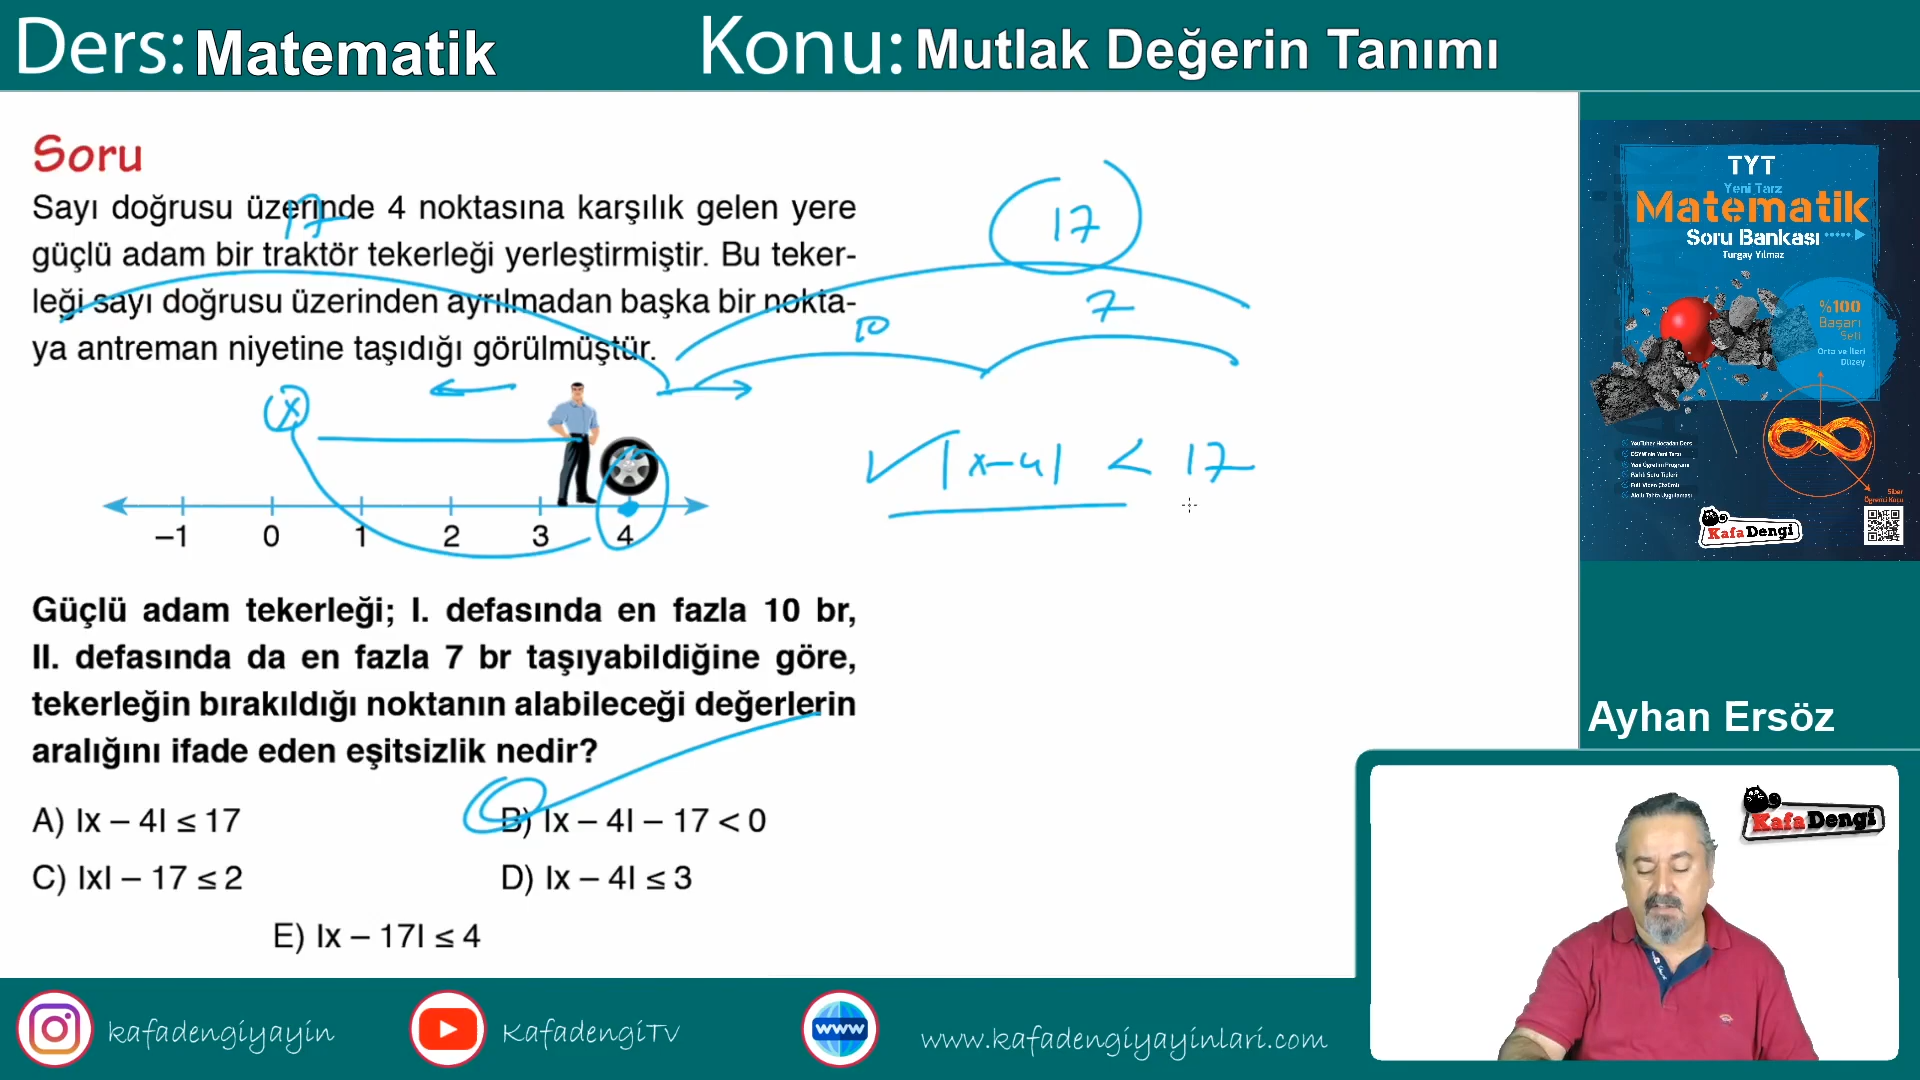 Ders: Matematik
Konu: Mutlak Değerin Tanımı
Soru
Sayı doğrusu üzerinde 4 noktasına karşılık gelen yere
güçlü adam bir traktör tekerleği yerleştirmiştir. Bu teker-
leği sayı doğrusu üzerinden ayrılmadan başka bir nokta-
ya antreman niyetine taşıdığı görülmüştür.
17
17
10
7
x
|x-4| < 17
–1 0 1 2 3 4
Güçlü adam tekerleği; I. defasında en fazla 10 br,
II. defasında da en fazla 7 br taşıyabildiğine göre,
tekerleğin bırakıldığı noktanın alabileceği değerlerin
aralığını ifade eden eşitsizlik nedir?
A) |x – 4| ≤ 17
B) |x – 4| – 17 < 0
C) |x| – 17 ≤ 2
D) |x – 4| ≤ 3
E) |x – 17| ≤ 4
TYT
Yeni Tarz
Matematik
Soru Bankası
Turgay Yılmaz
%100
Başarı
Seti
Orta ve İleri
Düzey
KafaDengi
Ayhan Ersöz
KafaDengi
kafadengiyayin
KafadengiTv
www
www.kafadengiyayinlari.com